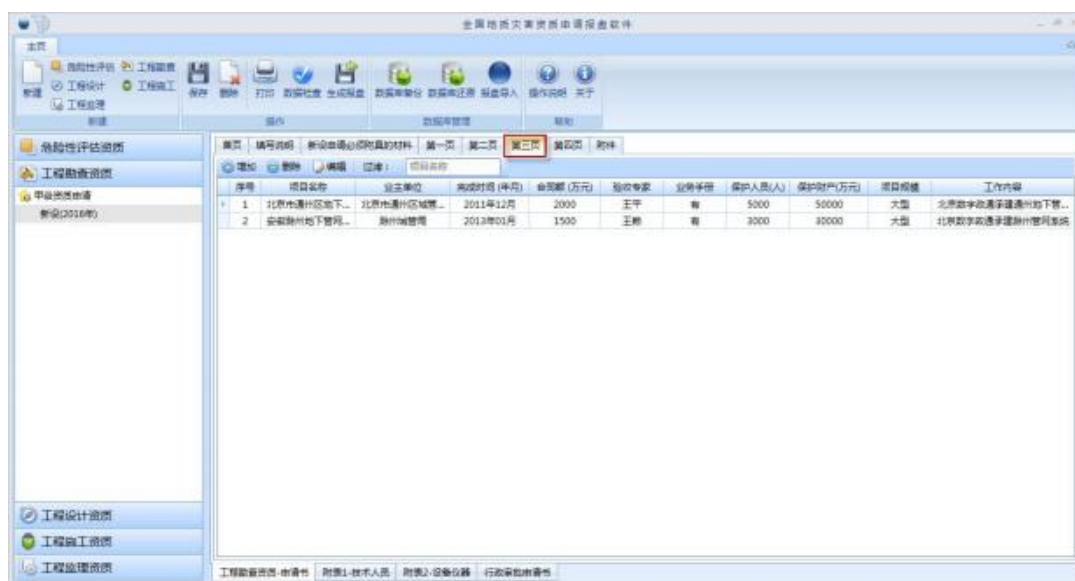 全国地质灾害资质申请报盘软件
主页
新建 危险性评估 工程勘查 工程设计 工程施工 工程监理 保存 删除 打印 数据检查 生成报盘 数据库备份 数据库还原 报盘导入 操作说明 关于
新建 操作 数据库管理 帮助
危险性评估资质
工程勘查资质
甲级资质申请
新设(2016年)
首页 填写说明 新设申请必须附具的材料 第一页 第二页 第三页 第四页 附件
增加 删除 编辑 过滤： 项目名称
序号 项目名称 业主单位 完成时间 (年月) 合同额 (万元) 验收专家 业务手册 保护人员(人) 保护财产(万元) 项目规模 工作内容
1 北京市通州区地下... 北京市通州区城管... 2011年12月 2000 王平 有 5000 50000 大型 北京数字政通承建通州地下管...
2 安徽滁州地下管网... 滁州城管局 2013年01月 1500 有 3000 30000 大型 北京数字政通承建滁州管网系统
工程设计资质
工程施工资质
工程监理资质
工程勘查资质-申请书 附表1-技术人员 附表2-设备仪器 行政审批申请书